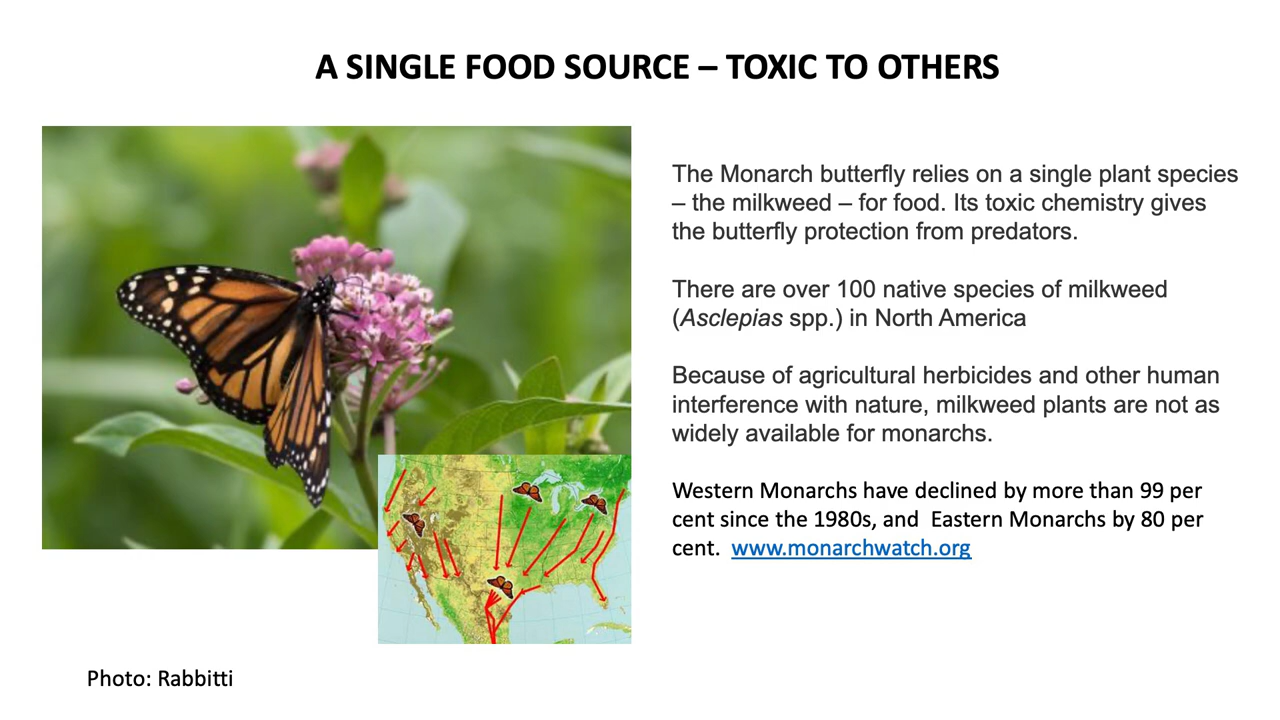 A SINGLE FOOD SOURCE – TOXIC TO OTHERS
The Monarch butterfly relies on a single plant species
– the milkweed – for food. Its toxic chemistry gives
the butterfly protection from predators.
There are over 100 native species of milkweed
(Asclepias spp.) in North America
Because of agricultural herbicides and other human
interference with nature, milkweed plants are not as
widely available for monarchs.
Western Monarchs have declined by more than 99 per
cent since the 1980s, and  Eastern Monarchs by 80 per
cent.  www.monarchwatch.org
Photo: Rabbitti